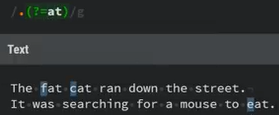 /.(?=at)/g
Text
The fat cat ran down the street.
It was searching for a mouse to eat.